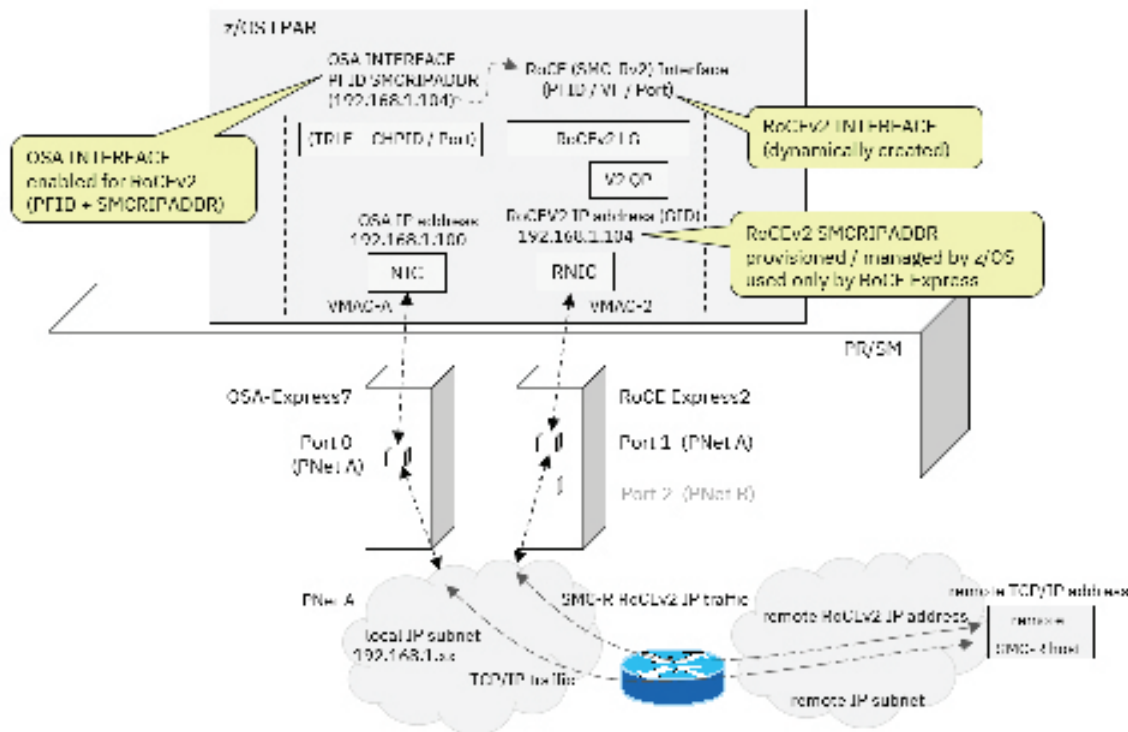 z/OS LPAR
OSA INTERFACE
PFID SMCRIPADDR
(192.168.1.104)
RoCE (SMC-Rv2) Interface
(PFID / VF / Port)
OSA INTERFACE
enabled for RoCEv2
(PFID + SMCRIPADDR)
RoCEv2 INTERFACE
(dynamically created)
(TRLE - CHPID / Port)
RoCEv2 LG
V2 QP
OSA IP address
192.168.1.100
RoCEV2 IP address (GID)
192.168.1.104
RoCEv2 SMCRIPADDR
provisioned / managed by z/OS
used only by RoCE Express
NIC
RNIC
VMAC-A
VMAC-2
PR/SM
OSA-Express7
RoCE Express2
Port 0
(PNet A)
Port 1 (PNet A)
Port 2 (PNet B)
PNet A
SMC-R RoCEv2 IP traffic
local IP subnet
192.168.1.xx
TCP/IP traffic
remote TCP/IP address
remote RoCEv2 IP address
remote
SMC-R host
remote IP subnet